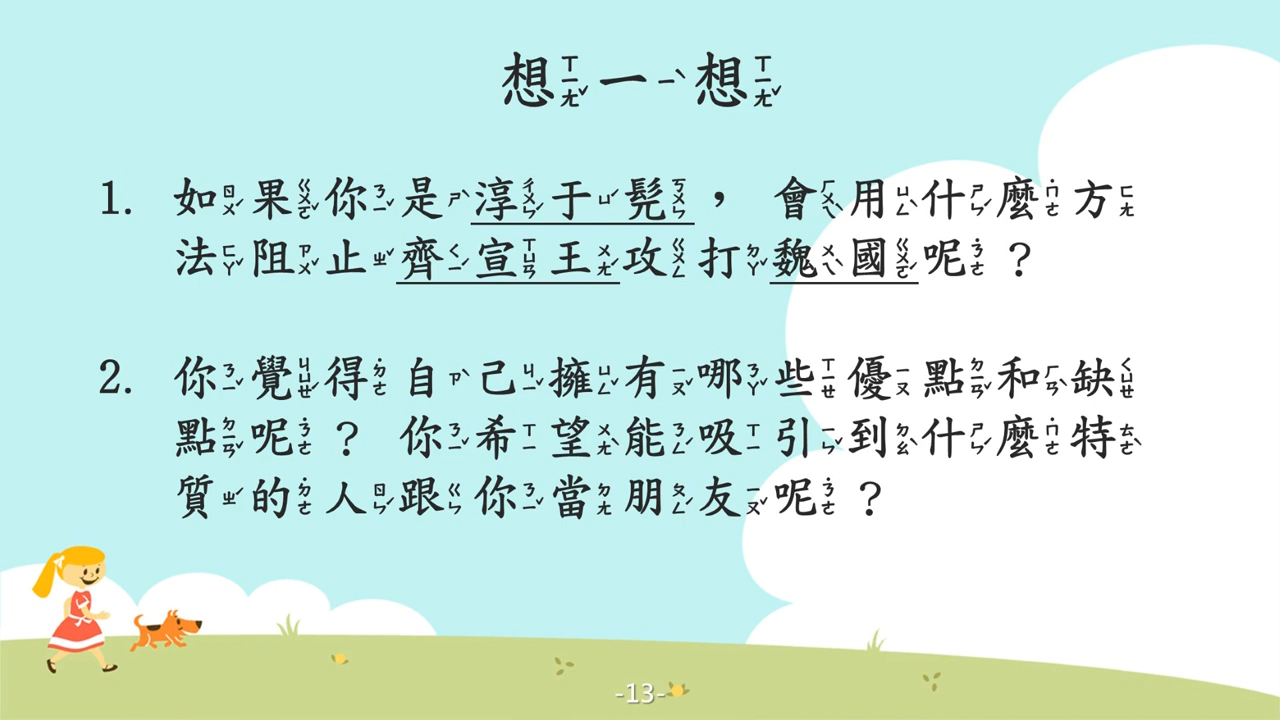 想一想
1. 如果你是淳于髡，會用什麼方
法阻止齊宣王攻打魏國呢？
2. 你覺得自己擁有哪些優點和缺
點呢？你希望能吸引到什麼特
質的人跟你當朋友呢？
-13-